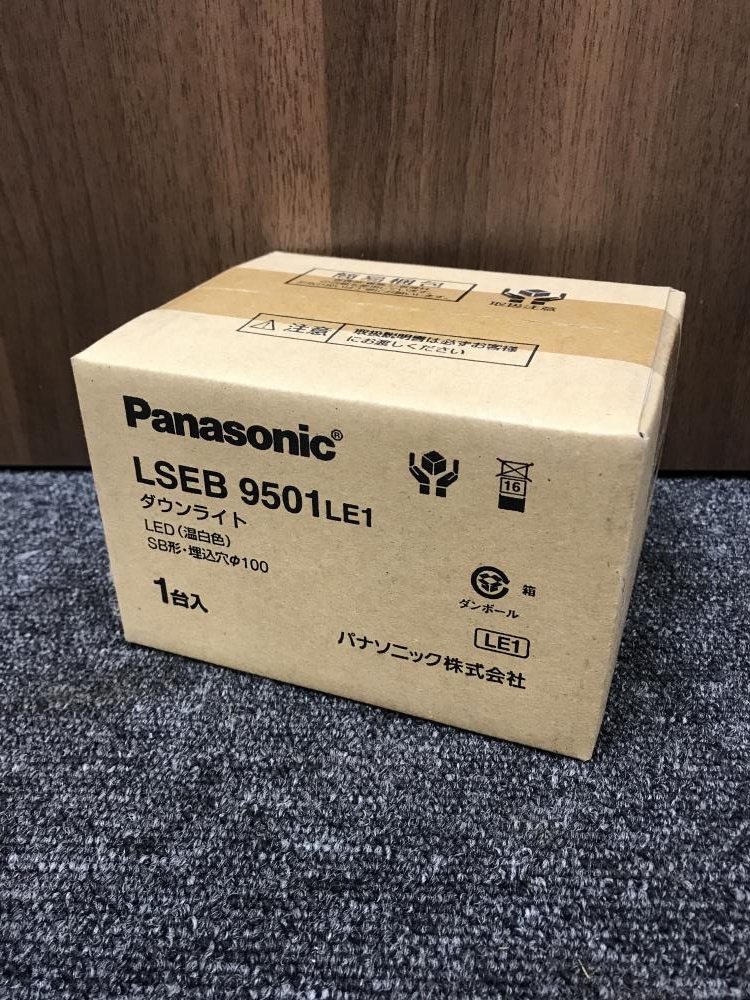 簡易梱包
取扱注意
注意 取扱説明書は必ずお客様
にお渡しください
Panasonic®
LSEB 9501 LE1
ダウンライト
LED(温白色)
SB形・埋込穴φ100
1台入
16
箱
ダンボール
LE1
パナソニック株式会社